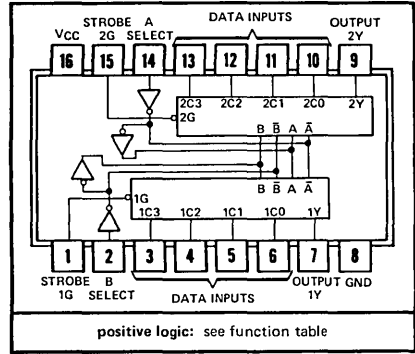 STROBE A DATA INPUTS OUTPUT
VCC 2G SELECT 2Y
16 15 14 13 12 11 10 9
2C3 2C2 2C1 2C0 2Y
2G
B B̅ A A̅
B B̅ A A̅
1G
1C3 1C2 1C1 1C0 1Y
1 2 3 4 5 6 7 8
STROBE B DATA INPUTS OUTPUT GND
1G SELECT 1Y
positive logic: see function table